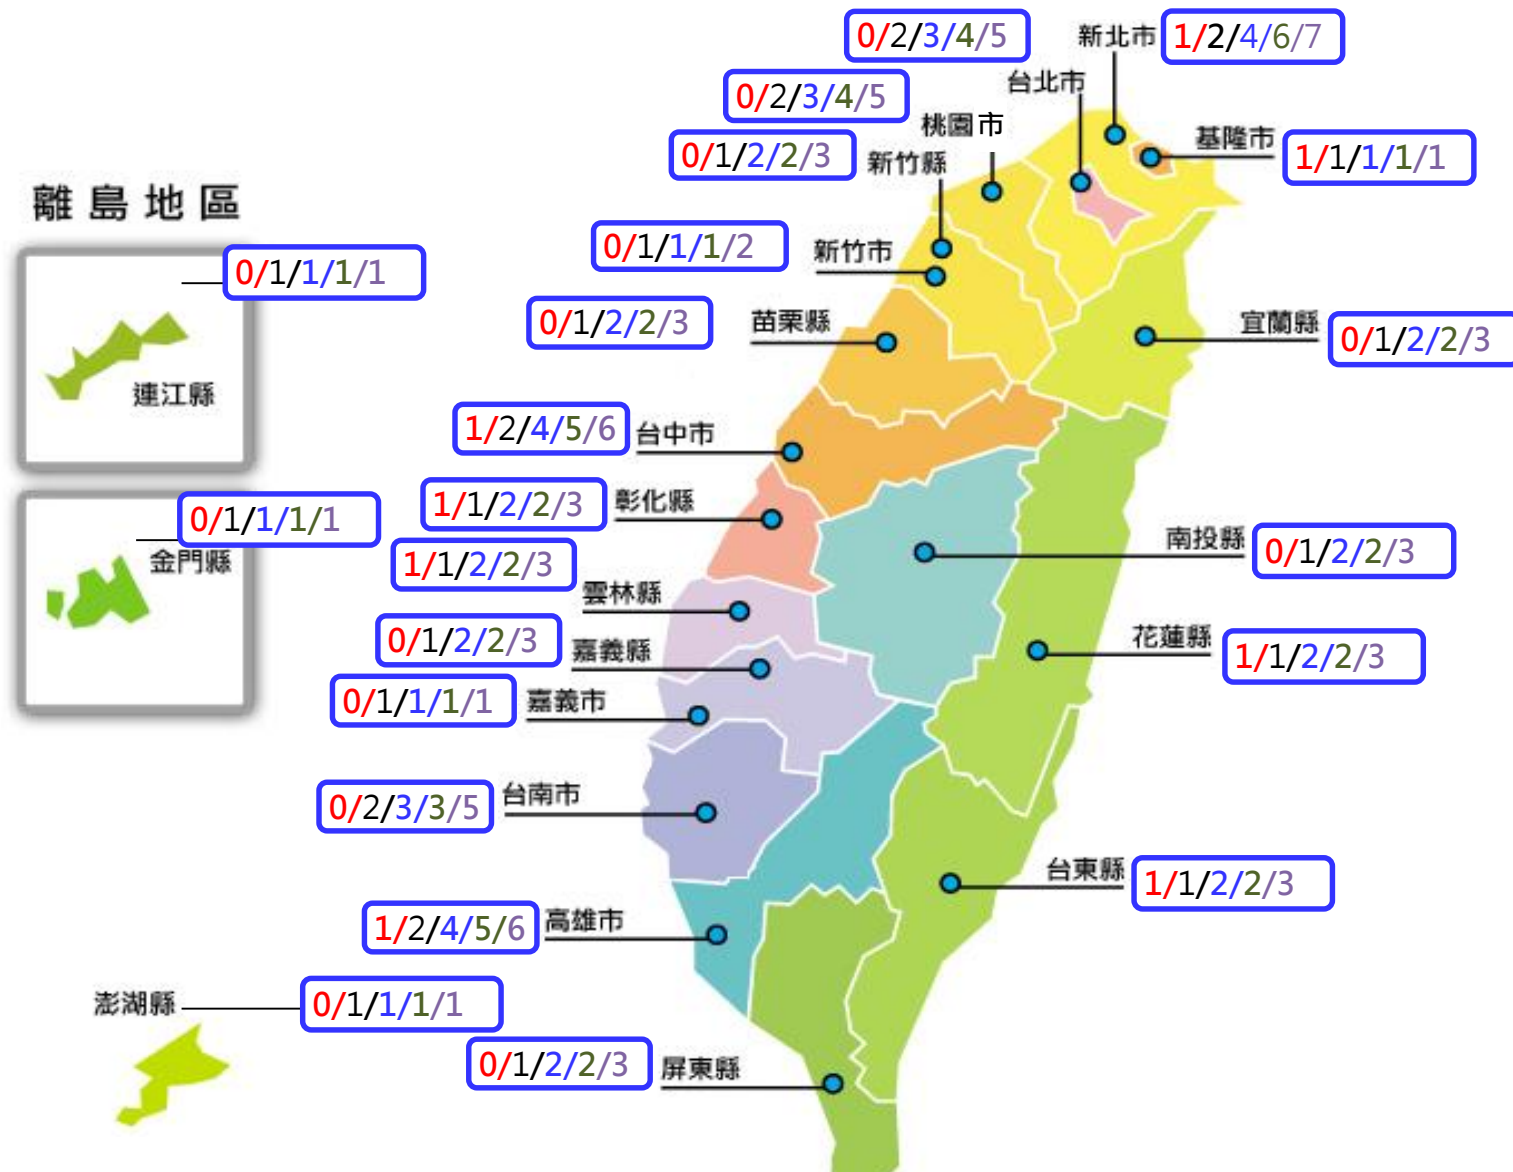 0/2/3/4/5
新北市
1/2/4/6/7
0/2/3/4/5
台北市
桃園市
0/1/2/2/3
新竹縣
基隆市
1/1/1/1/1
離島地區
0/1/1/1/1
連江縣
0/1/1/1/2
新竹市
0/1/2/2/3
苗栗縣
宜蘭縣
0/1/2/2/3
1/2/4/5/6
台中市
1/1/2/2/3
彰化縣
0/1/1/1/1
金門縣
南投縣
0/1/2/2/3
1/1/2/2/3
雲林縣
0/1/2/2/3
嘉義縣
花蓮縣
1/1/2/2/3
0/1/1/1/1
嘉義市
0/2/3/3/5
台南市
台東縣
1/1/2/2/3
1/2/4/5/6
高雄市
澎湖縣
0/1/1/1/1
0/1/2/2/3
屏東縣